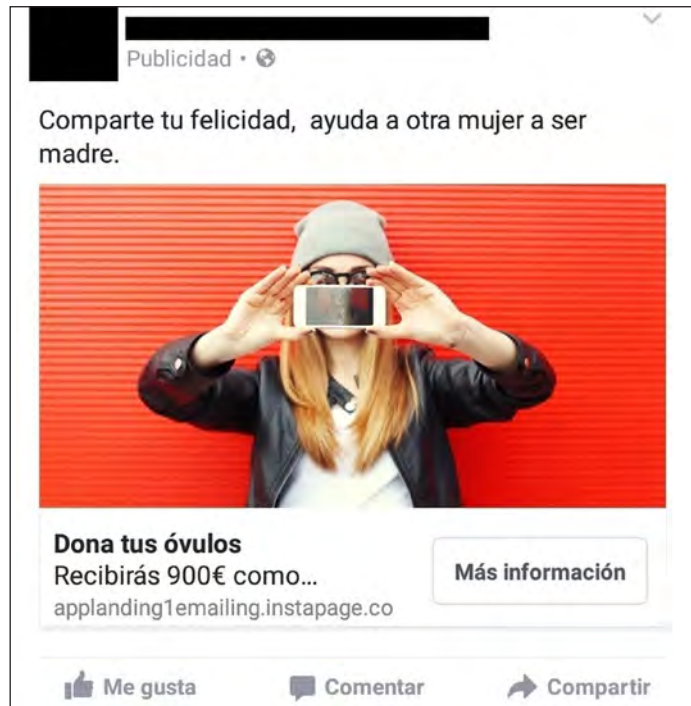 Publicidad •
Comparte tu felicidad, ayuda a otra mujer a ser
madre.
Dona tus óvulos
Recibirás 900€ como...
applanding1emailing.instapage.co
Más información
Me gusta
Comentar
Compartir